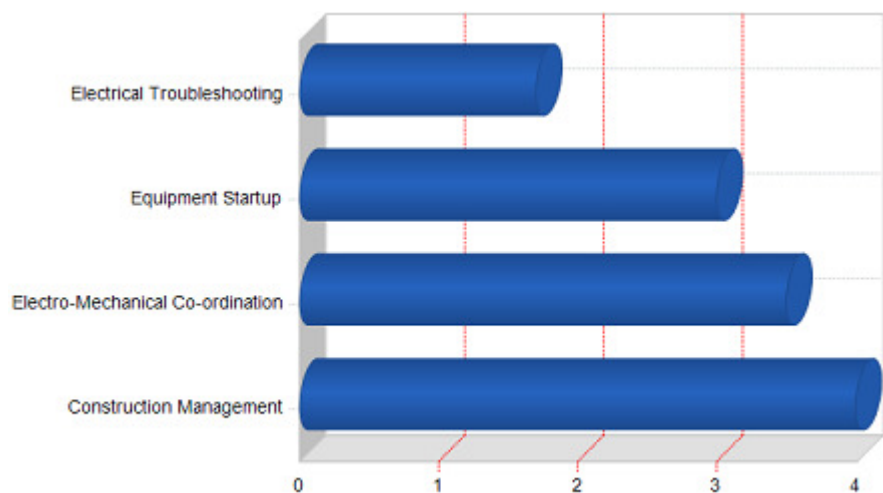 Electrical Troubleshooting
Equipment Startup
Electro-Mechanical Co-ordination
Construction Management
0 1 2 3 4